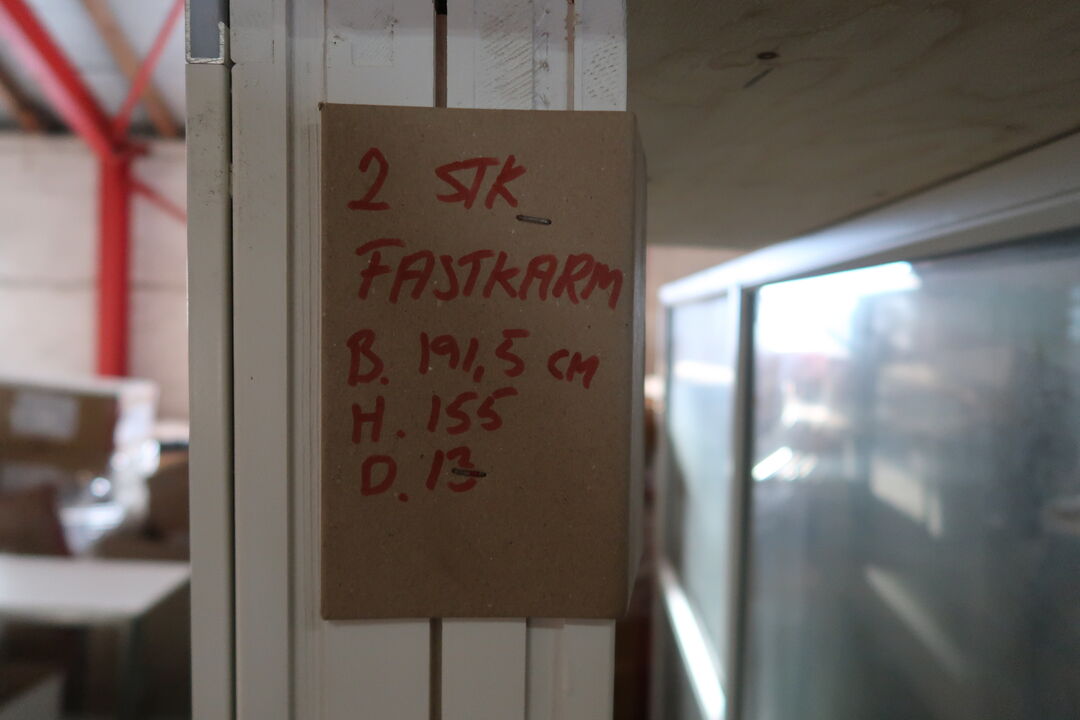 2 STK
FASTKARM
B. 191,5 CM
H. 155
D. 13